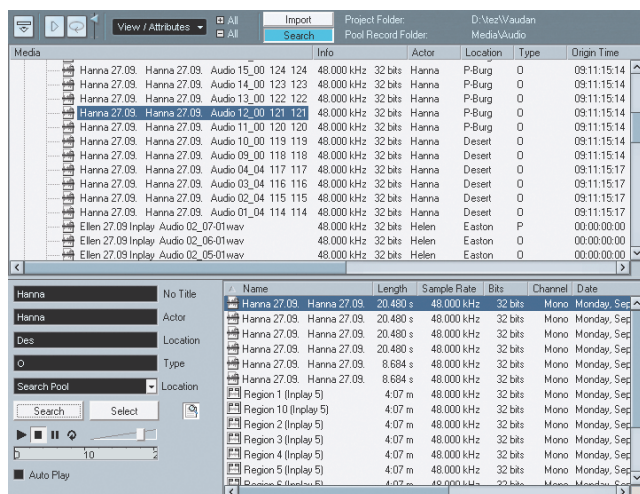 View / Attributes All All Import Search Project Folder: D:\tez\Vaudan
Pool Record Folder: Media\Audio
Media Info Actor Location Type Origin Time
Hanna 27.09. Hanna 27.09. Audio 15_00 124 124 48.000 kHz 32 bits Hanna P-Burg O 09:11:15:14
Hanna 27.09. Hanna 27.09. Audio 14_00 123 123 48.000 kHz 32 bits Hanna P-Burg O 09:11:15:14
Hanna 27.09. Hanna 27.09. Audio 13_00 122 122 48.000 kHz 32 bits Hanna P-Burg O 09:11:15:14
Hanna 27.09. Hanna 27.09. Audio 12_00 121 121 48.000 kHz 32 bits Hanna P-Burg O 09:11:15:14
Hanna 27.09. Hanna 27.09. Audio 11_00 120 120 48.000 kHz 32 bits Hanna P-Burg O 09:11:15:14
Hanna 27.09. Hanna 27.09. Audio 10_00 119 119 48.000 kHz 32 bits Hanna Desert O 09:11:15:14
Hanna 27.09. Hanna 27.09. Audio 09_00 118 118 48.000 kHz 32 bits Hanna Desert O 09:11:15:14
Hanna 27.09. Hanna 27.09. Audio 04_04 117 117 48.000 kHz 32 bits Hanna Desert O 09:11:15:17
Hanna 27.09. Hanna 27.09. Audio 03_04 116 116 48.000 kHz 32 bits Hanna Desert O 09:11:15:17
Hanna 27.09. Hanna 27.09. Audio 02_04 115 115 48.000 kHz 32 bits Hanna Desert O 09:11:15:17
Hanna 27.09. Hanna 27.09. Audio 01_04 114 114 48.000 kHz 32 bits Hanna Desert O 09:11:15:17
Ellen 27.09 Inplay Audio 02_07-01 wav 48.000 kHz 32 bits Helen Easton P 00:00:00:00
Ellen 27.09 Inplay Audio 02_06-01 wav 48.000 kHz 32 bits Helen Easton O 00:00:00:00
Ellen 27.09 Inplay Audio 02_05-01 wav 48.000 kHz 32 bits Helen Easton O 00:00:00:00
Hanna No Title
Hanna Actor
Des Location
O Type
Search Pool Location
Search Select
0 10 2
Auto Play
Name Length Sample Rate Bits Channel Date
Hanna 27.09. Hanna 27.09. 20.480 s 48.000 kHz 32 bits Mono Monday, Sep
Hanna 27.09. Hanna 27.09. 20.480 s 48.000 kHz 32 bits Mono Monday, Sep
Hanna 27.09. Hanna 27.09. 20.480 s 48.000 kHz 32 bits Mono Monday, Sep
Hanna 27.09. Hanna 27.09. 20.480 s 48.000 kHz 32 bits Mono Monday, Sep
Hanna 27.09. Hanna 27.09. 8.684 s 48.000 kHz 32 bits Mono Monday, Sep
Hanna 27.09. Hanna 27.09. 8.684 s 48.000 kHz 32 bits Mono Monday, Sep
Region 1 (Inplay 5) 4:07 m 48.000 kHz 32 bits Mono Monday, Sep
Region 10 (Inplay 5) 4:07 m 48.000 kHz 32 bits Mono Monday, Sep
Region 2 (Inplay 5) 4:07 m 48.000 kHz 32 bits Mono Monday, Sep
Region 3 (Inplay 5) 4:07 m 48.000 kHz 32 bits Mono Monday, Sep
Region 4 (Inplay 5) 4:07 m 48.000 kHz 32 bits Mono Monday, Sep
Region 5 (Inplay 5) 4:07 m 48.000 kHz 32 bits Mono Monday, Sep
Region 6 (Inplay 5) 4:07 m 48.000 kHz 32 bits Mono Monday, Sep